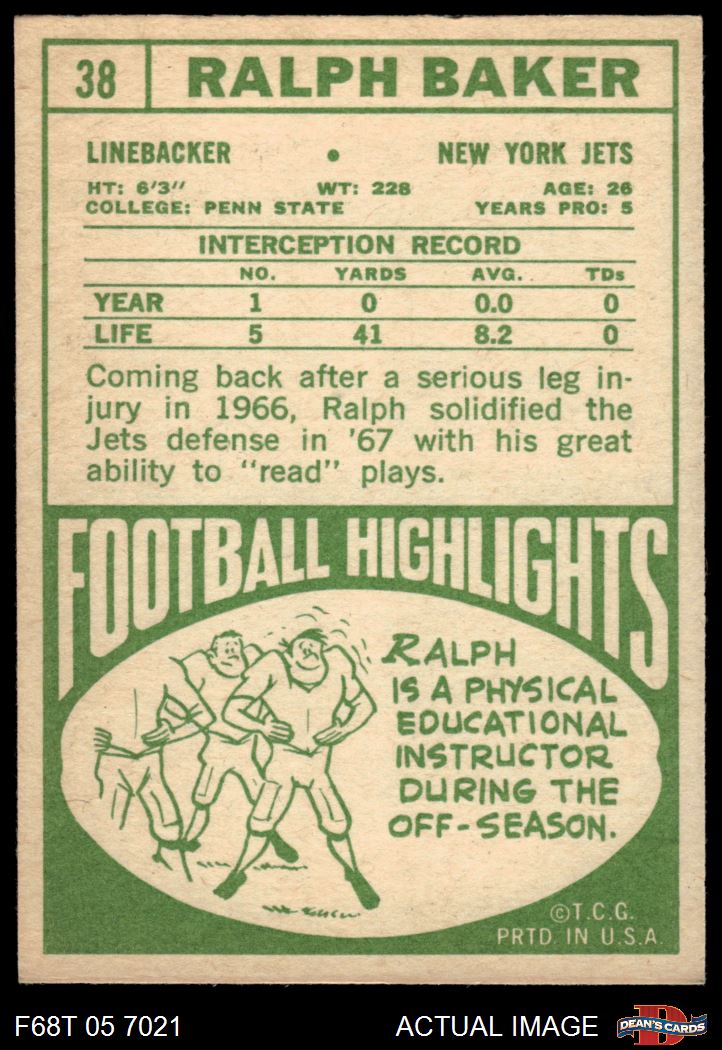 38 RALPH BAKER
LINEBACKER • NEW YORK JETS
HT: 6'3" WT: 228 AGE: 26
COLLEGE: PENN STATE YEARS PRO: 5
INTERCEPTION RECORD
NO. YARDS AVG. TDs
YEAR 1 0 0.0 0
LIFE 5 41 8.2 0
Coming back after a serious leg in-
jury in 1966, Ralph solidified the
Jets defense in '67 with his great
ability to "read" plays.
FOOTBALL HIGHLIGHTS
RALPH
IS A PHYSICAL
EDUCATIONAL
INSTRUCTOR
DURING THE
OFF-SEASON.
©T.C.G.
PRTD. IN U.S.A.
F68T 05 7021 ACTUAL IMAGE D DEAN'S CARDS